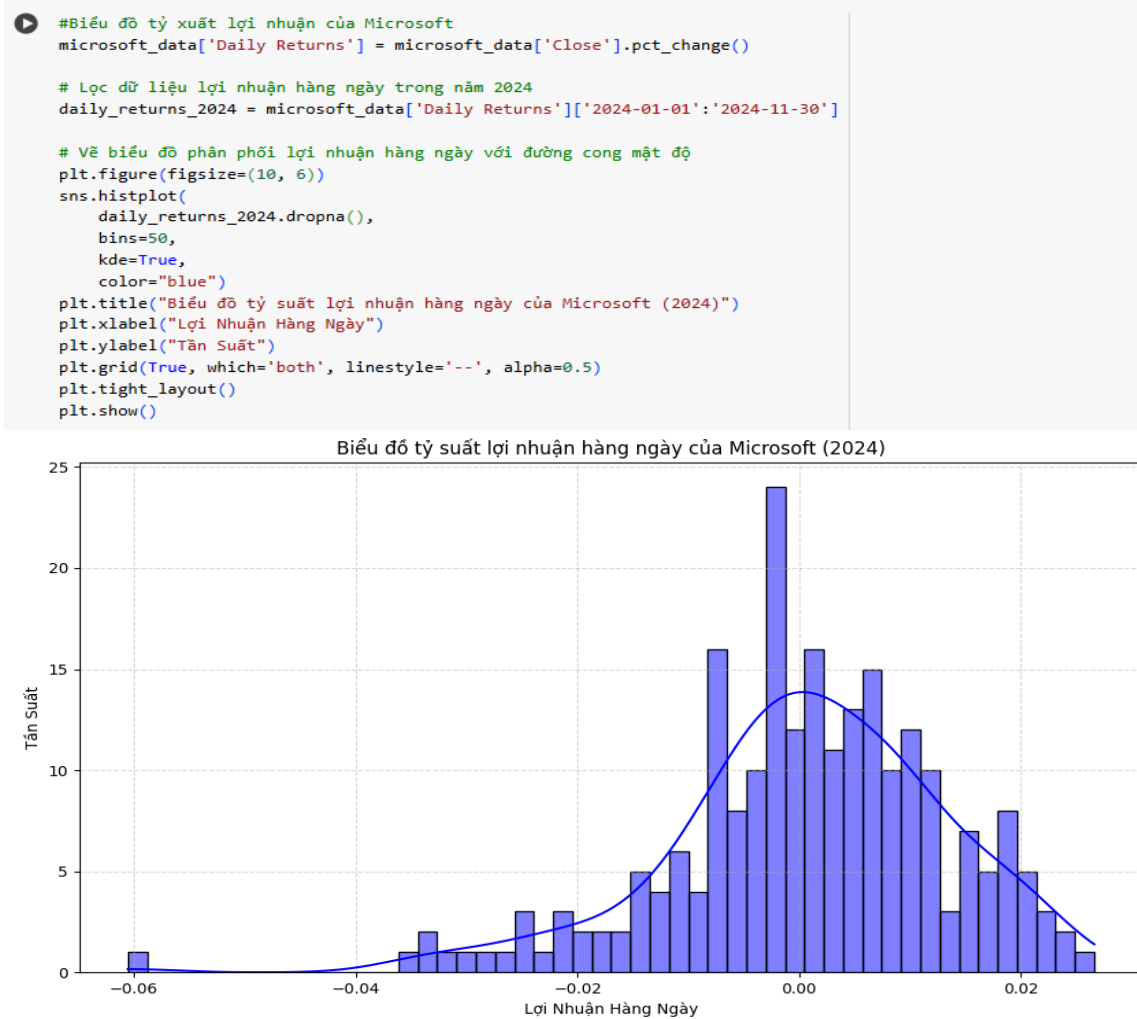 #Biểu đồ tỷ xuất lợi nhuận của Microsoft
microsoft_data['Daily Returns'] = microsoft_data['Close'].pct_change()
# Lọc dữ liệu lợi nhuận hàng ngày trong năm 2024
daily_returns_2024 = microsoft_data['Daily Returns']['2024-01-01':'2024-11-30']
# Vẽ biểu đồ phân phối lợi nhuận hàng ngày với đường cong mật độ
plt.figure(figsize=(10, 6))
sns.histplot(
    daily_returns_2024.dropna(),
    bins=50,
    kde=True,
    color="blue")
plt.title("Biểu đồ tỷ suất lợi nhuận hàng ngày của Microsoft (2024)")
plt.xlabel("Lợi Nhuận Hàng Ngày")
plt.ylabel("Tần Suất")
plt.grid(True, which='both', linestyle='--', alpha=0.5)
plt.tight_layout()
plt.show()
Biểu đồ tỷ suất lợi nhuận hàng ngày của Microsoft (2024)
25
20
15
10
5
0
Tần Suất
−0.06 −0.04 −0.02 0.00 0.02
Lợi Nhuận Hàng Ngày